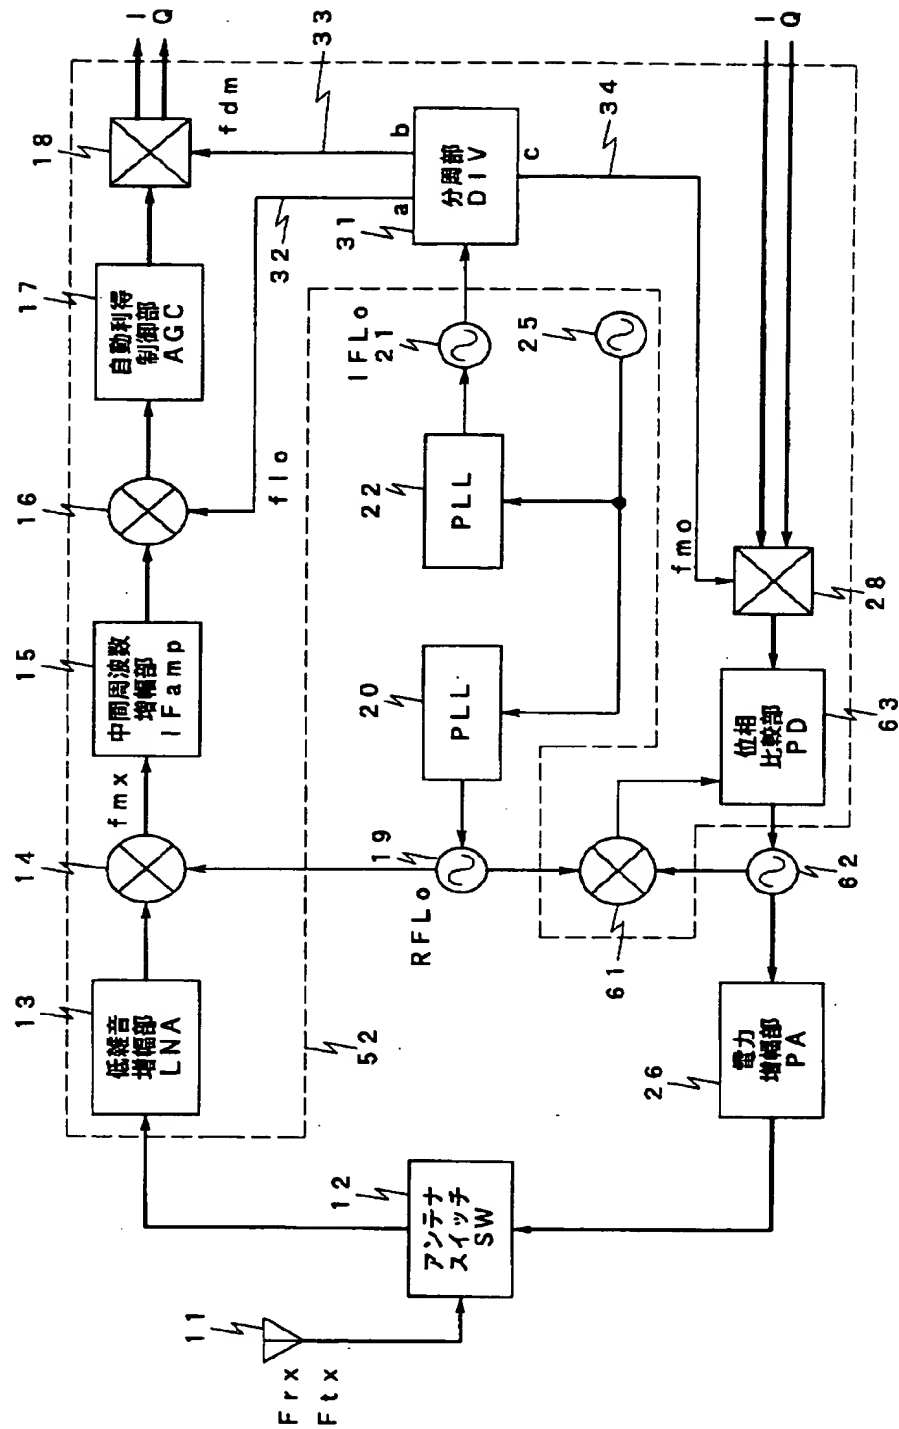 Frx
Ftx
11
12
アンテナ
スイッチ
SW
13
低雑音
増幅部
LNA
14
fmx
15
中間周波数
増幅部
IFamp
16
flo
17
自動利得
制御部
AGC
18
I
Q
fdm
33
32
31
a
b
c
分周部
DIV
34
IFLo
21
25
22
PLL
20
PLL
19
RFLo
52
61
fmo
I
Q
28
63
位相
比較部
PD
62
26
電力
増幅部
PA